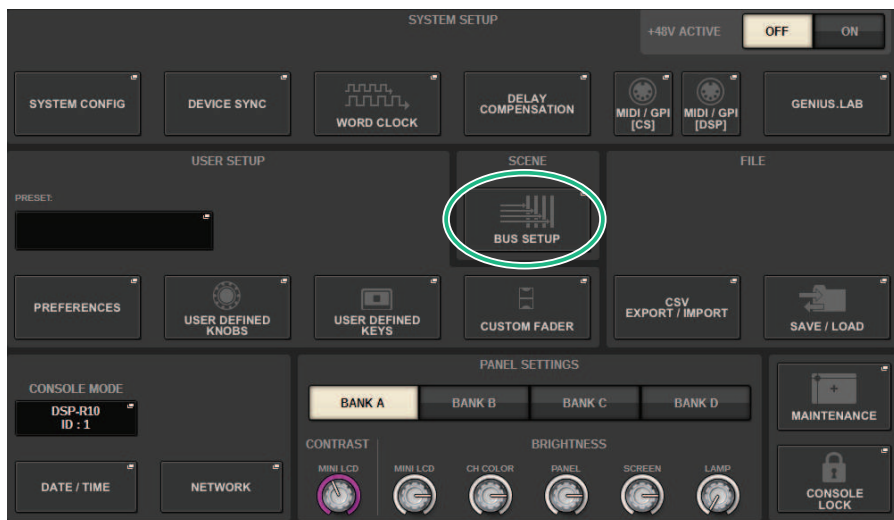 SYSTEM SETUP
+48V ACTIVE
OFF
ON
SYSTEM CONFIG
DEVICE SYNC
WORD CLOCK
DELAY
COMPENSATION
MIDI / GPI
[CS]
MIDI / GPI
[DSP]
GENIUS.LAB
USER SETUP
SCENE
FILE
PRESET:
BUS SETUP
PREFERENCES
USER DEFINED
KNOBS
USER DEFINED
KEYS
CUSTOM FADER
CSV
EXPORT / IMPORT
SAVE / LOAD
CONSOLE MODE
DSP-R10
ID : 1
DATE / TIME
NETWORK
PANEL SETTINGS
BANK A
BANK B
BANK C
BANK D
CONTRAST
BRIGHTNESS
MINI LCD
MINI LCD
CH COLOR
PANEL
SCREEN
LAMP
MAINTENANCE
CONSOLE
LOCK